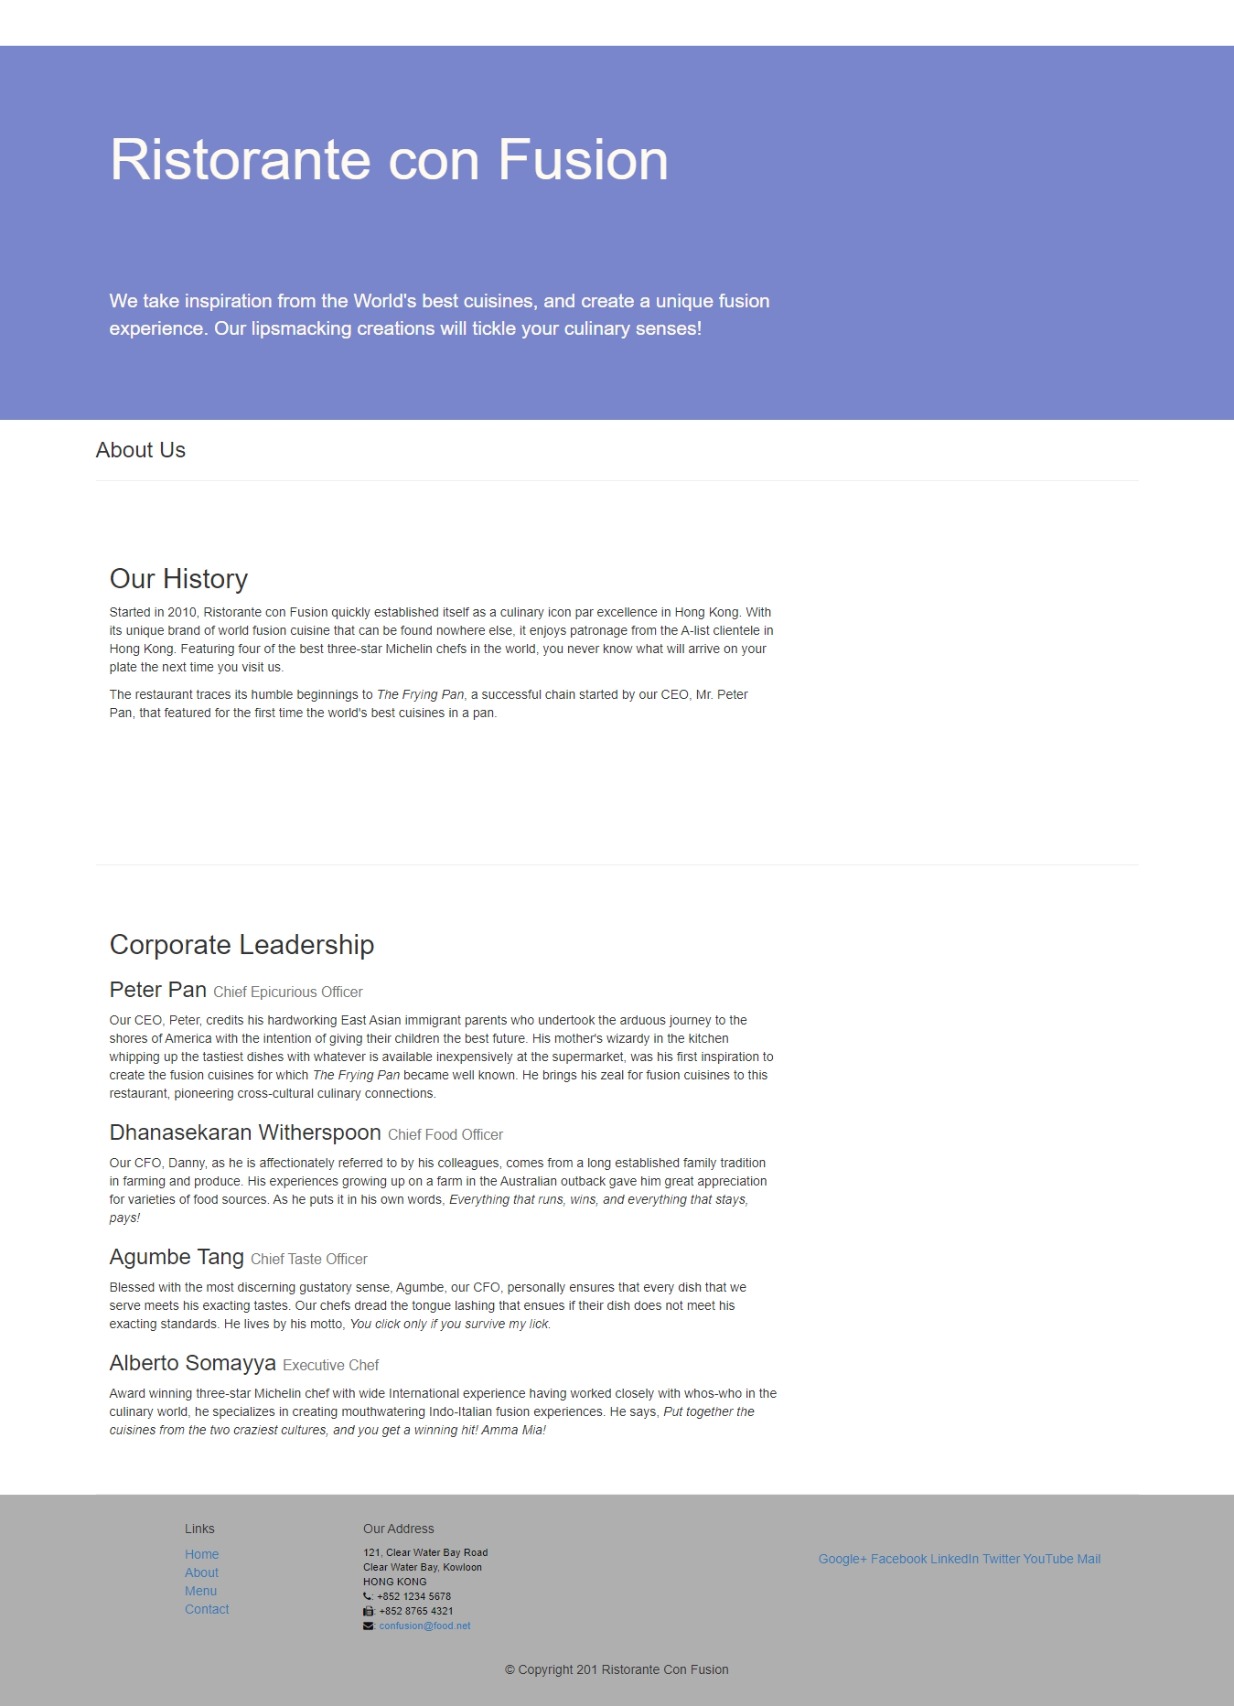 Ristorante con Fusion
We take inspiration from the World's best cuisines, and create a unique fusion
experience. Our lipsmacking creations will tickle your culinary senses!
About Us
Our History
Started in 2010, Ristorante con Fusion quickly established itself as a culinary icon par excellence in Hong Kong. With
its unique brand of world fusion cuisine that can be found nowhere else, it enjoys patronage from the A-list clientele in
Hong Kong. Featuring four of the best three-star Michelin chefs in the world, you never know what will arrive on your
plate the next time you visit us.
The restaurant traces its humble beginnings to The Frying Pan, a successful chain started by our CEO, Mr. Peter
Pan, that featured for the first time the world's best cuisines in a pan.
Corporate Leadership
Peter Pan Chief Epicurious Officer
Our CEO, Peter, credits his hardworking East Asian immigrant parents who undertook the arduous journey to the
shores of America with the intention of giving their children the best future. His mother's wizardy in the kitchen
whipping up the tastiest dishes with whatever is available inexpensively at the supermarket, was his first inspiration to
create the fusion cuisines for which The Frying Pan became well known. He brings his zeal for fusion cuisines to this
restaurant, pioneering cross-cultural culinary connections.
Dhanasekaran Witherspoon Chief Food Officer
Our CFO, Danny, as he is affectionately referred to by his colleagues, comes from a long established family tradition
in farming and produce. His experiences growing up on a farm in the Australian outback gave him great appreciation
for varieties of food sources. As he puts it in his own words, Everything that runs, wins, and everything that stays,
pays!
Agumbe Tang Chief Taste Officer
Blessed with the most discerning gustatory sense, Agumbe, our CFO, personally ensures that every dish that we
serve meets his exacting tastes. Our chefs dread the tongue lashing that ensues if their dish does not meet his
exacting standards. He lives by his motto, You click only if you survive my lick.
Alberto Somayya Executive Chef
Award winning three-star Michelin chef with wide International experience having worked closely with whos-who in the
culinary world, he specializes in creating mouthwatering Indo-Italian fusion experiences. He says, Put together the
cuisines from the two craziest cultures, and you get a winning hit! Amma Mia!
Links
Home
About
Menu
Contact
Our Address
121, Clear Water Bay Road
Clear Water Bay, Kowloon
HONG KONG
: +852 1234 5678
: +852 8765 4321
: confusion@food.net
Google+ Facebook LinkedIn Twitter YouTube Mail
© Copyright 201 Ristorante Con Fusion